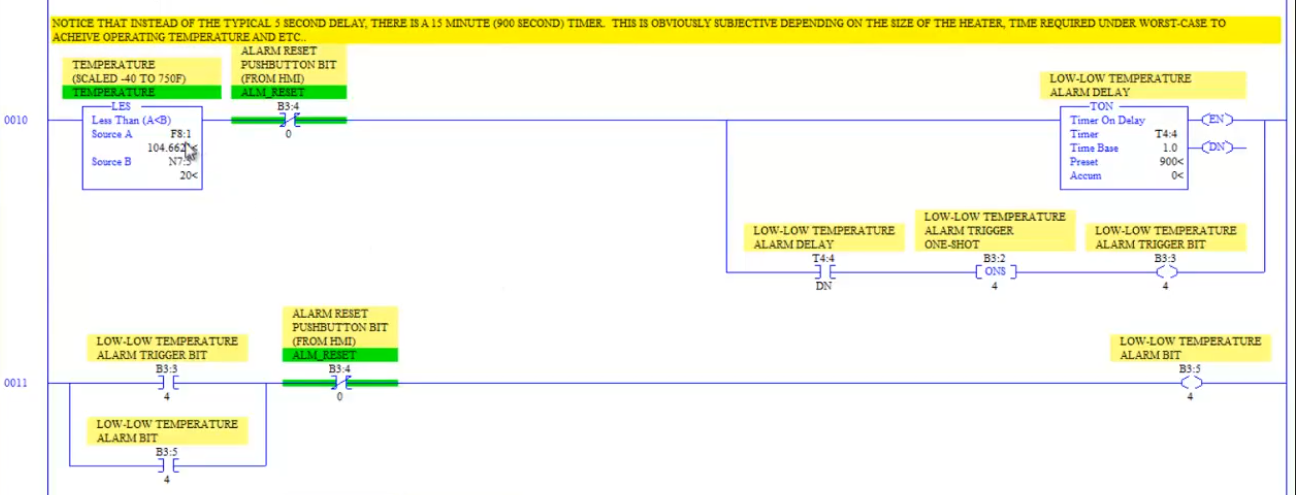 NOTICE THAT INSTEAD OF THE TYPICAL 5 SECOND DELAY, THERE IS A 15 MINUTE (900 SECOND) TIMER. THIS IS OBVIOUSLY SUBJECTIVE DEPENDING ON THE SIZE OF THE HEATER, TIME REQUIRED UNDER WORST-CASE TO
ACHEIVE OPERATING TEMPERATURE AND ETC..
TEMPERATURE
(SCALED -40 TO 750F)
TEMPERATURE
ALARM RESET
PUSHBUTTON BIT
(FROM HMI)
ALM_RESET
LOW-LOW TEMPERATURE
ALARM DELAY
0010
LES
Less Than (A<B)
Source A F8:1
104.662
Source B
20<
B3:4
0
TON
Timer On Delay
Timer T4:4
Time Base 1.0
Preset 900<
Accum 0<
EN
DN
LOW-LOW TEMPERATURE
ALARM DELAY
T4:4
DN
LOW-LOW TEMPERATURE
ALARM TRIGGER
ONE-SHOT
B3:2
ONS
4
LOW-LOW TEMPERATURE
ALARM TRIGGER BIT
B3:3
4
0011
LOW-LOW TEMPERATURE
ALARM TRIGGER BIT
B3:3
4
ALARM RESET
PUSHBUTTON BIT
(FROM HMI)
ALM_RESET
B3:4
0
LOW-LOW TEMPERATURE
ALARM BIT
B3:5
4
LOW-LOW TEMPERATURE
ALARM BIT
B3:5
4